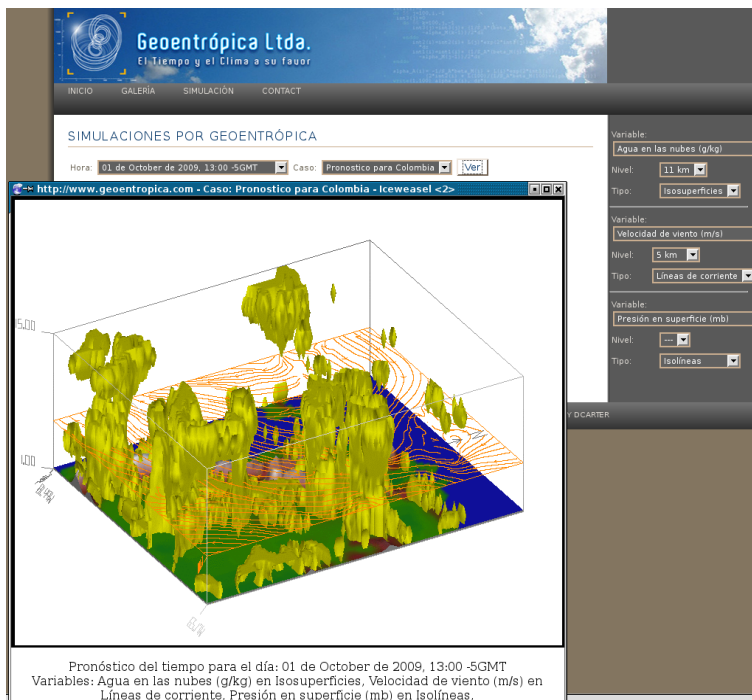 Geoentrópica Ltda.
El Tiempo y el Clima a su favor
INICIO GALERÍA SIMULACIÓN CONTACT
SIMULACIONES POR GEOENTRÓPICA
Hora: 01 de October de 2009, 13:00 -5GMT Caso: Pronostico para Colombia Ver
http://www.geoentropica.com - Caso: Pronostico para Colombia - Iceweasel <2>
Variable:
Agua en las nubes (g/kg)
Nivel: 11 km
Tipo: Isosuperficies
Variable:
Velocidad de viento (m/s)
Nivel: 5 km
Tipo: Líneas de corriente
Variable:
Presión en superficie (mb)
Nivel: ---
Tipo: Isolíneas
Y DCARTER
Pronóstico del tiempo para el día: 01 de October de 2009, 13:00 -5GMT
Variables: Agua en las nubes (g/kg) en Isosuperficies, Velocidad de viento (m/s) en
Líneas de corriente, Presión en superficie (mb) en Isolíneas.